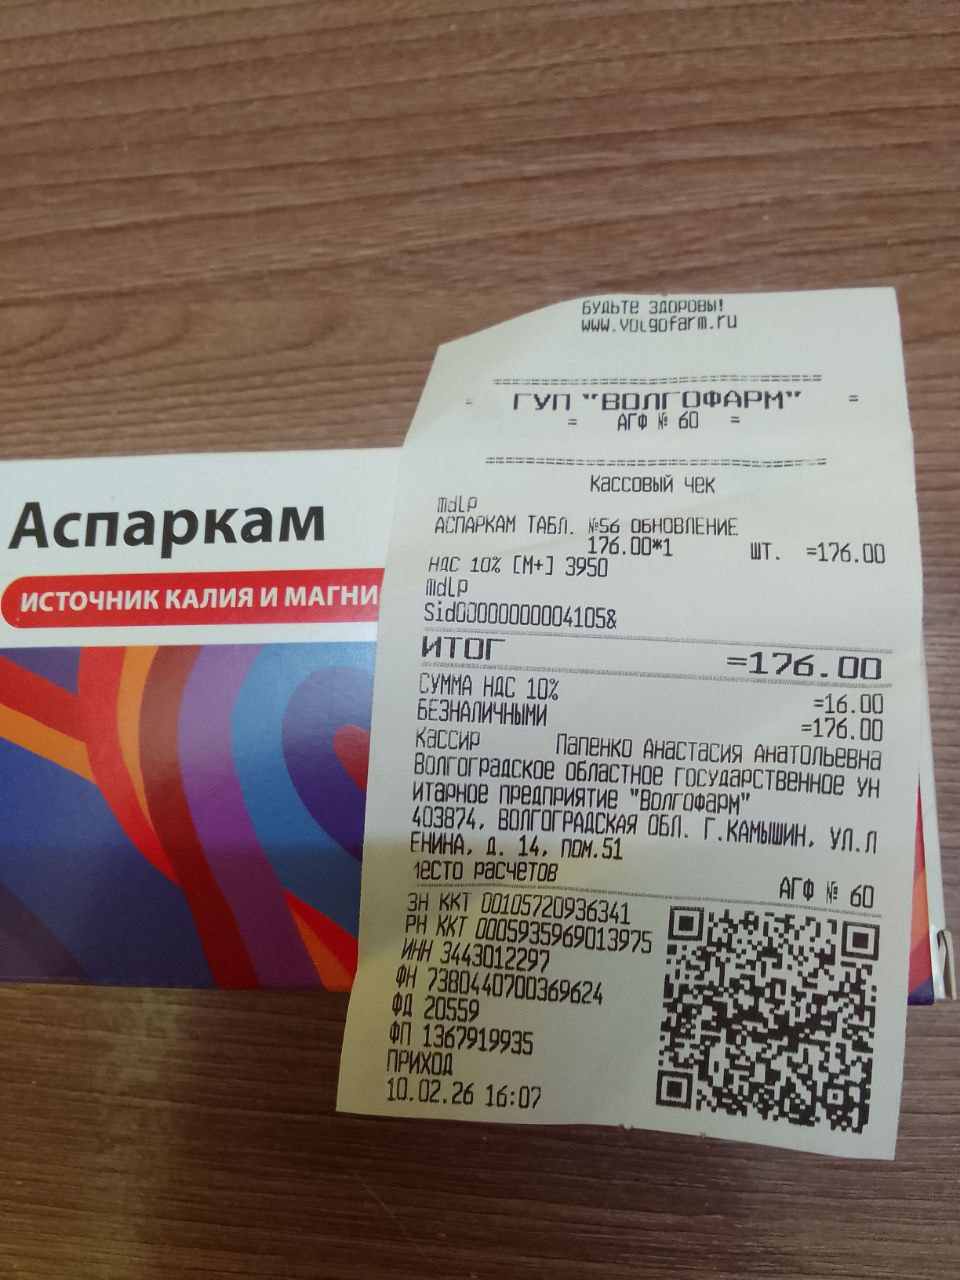 БУДЬТЕ ЗДОРОВЫ!
www.volgofarm.ru
ГУП "ВОЛГОФАРМ"
= АГФ № 60 =
КАССОВЫЙ ЧЕК
mdlp
АСПАРКАМ ТАБЛ. №56 ОБНОВЛЕНИЕ
176.00*1 ШТ. =176.00
НДС 10% [М+] 3950
mdlp
Sid00000000004105&
ИТОГ =176.00
СУММА НДС 10% =16.00
БЕЗНАЛИЧНЫМИ =176.00
КАССИР Папенко Анастасия Анатольевна
ВОЛГОГРАДСКОЕ ОБЛАСТНОЕ ГОСУДАРСТВЕННОЕ УН
ИТАРНОЕ ПРЕДПРИЯТИЕ "ВОЛГОФАРМ"
403874, ВОЛГОГРАДСКАЯ ОБЛ. Г.КАМЫШИН, УЛ.Л
ЕНИНА, Д. 14, ПОМ.51
МЕСТО РАСЧЕТОВ АГФ № 60
ЗН ККТ 00105720936341
РН ККТ 0005935969013975
ИНН 3443012297
ФН 7380440700369624
ФД 20559
ФП 1367919935
ПРИХОД
10.02.26 16:07
Аспаркам
ИСТОЧНИК КАЛИЯ И МАГНИ